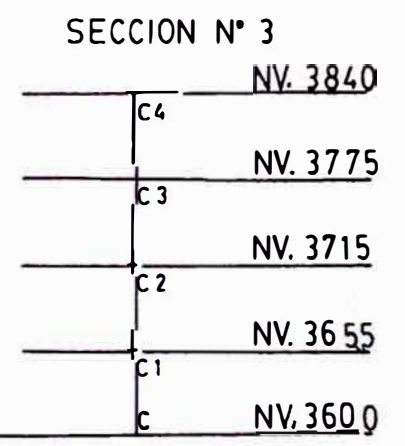 SECCION N° 3
NV. 3840
C4
NV. 3775
C3
NV. 3715
C2
NV. 3655
C1
NV. 3600
C